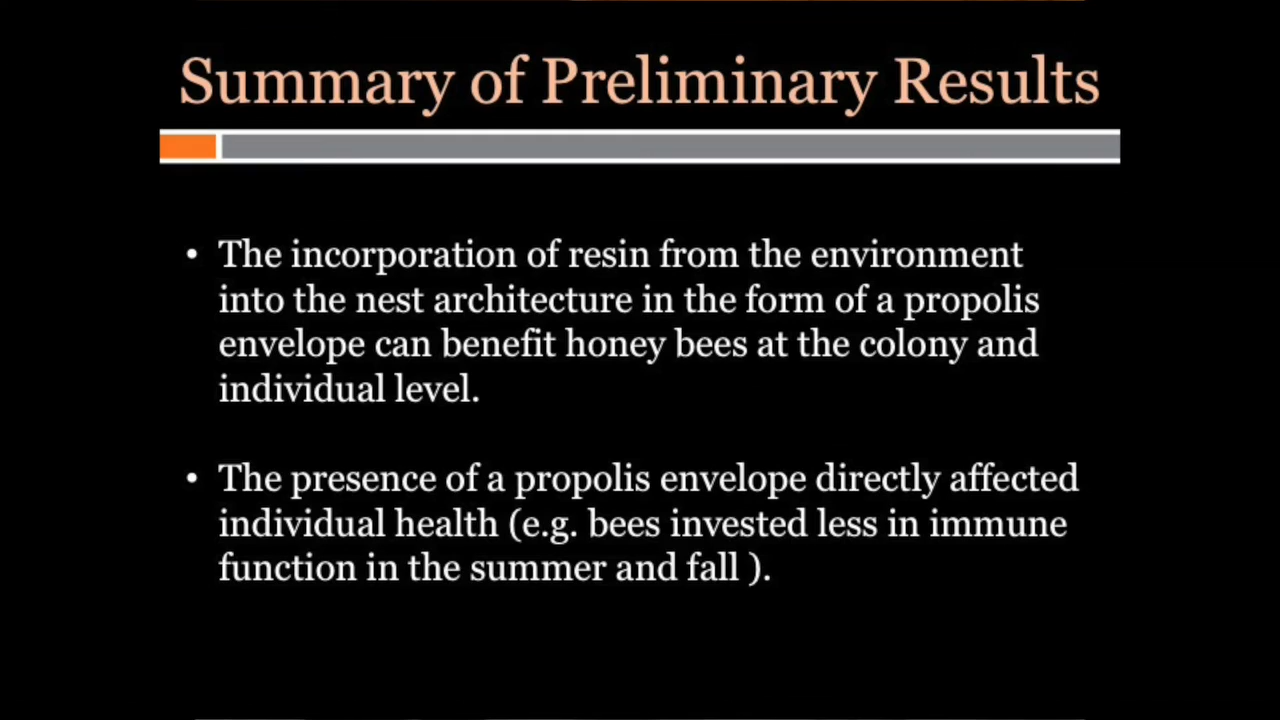 Summary of Preliminary Results
• The incorporation of resin from the environment
into the nest architecture in the form of a propolis
envelope can benefit honey bees at the colony and
individual level.
• The presence of a propolis envelope directly affected
individual health (e.g. bees invested less in immune
function in the summer and fall ).